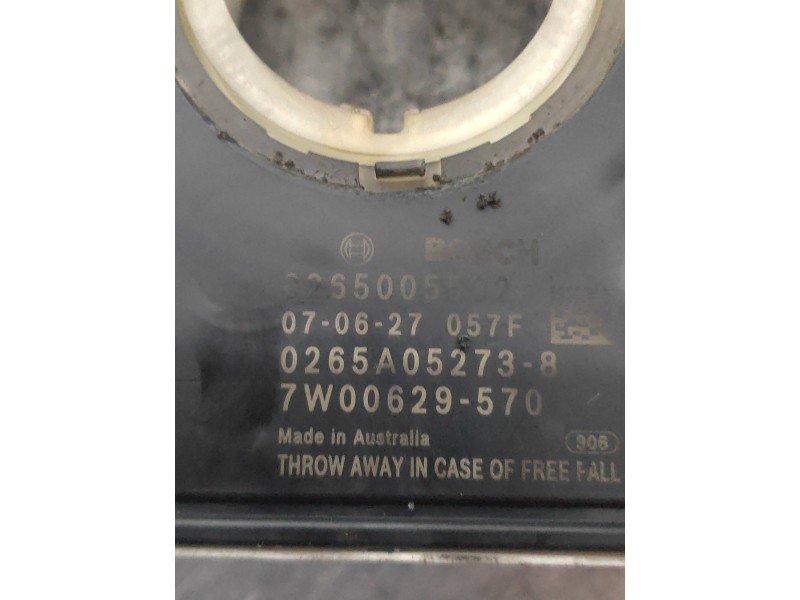 BOSCH
07-06-27 057F
0265A05273-8
7W00629-570
Made in Australia 906
THROW AWAY IN CASE OF FREE FALL